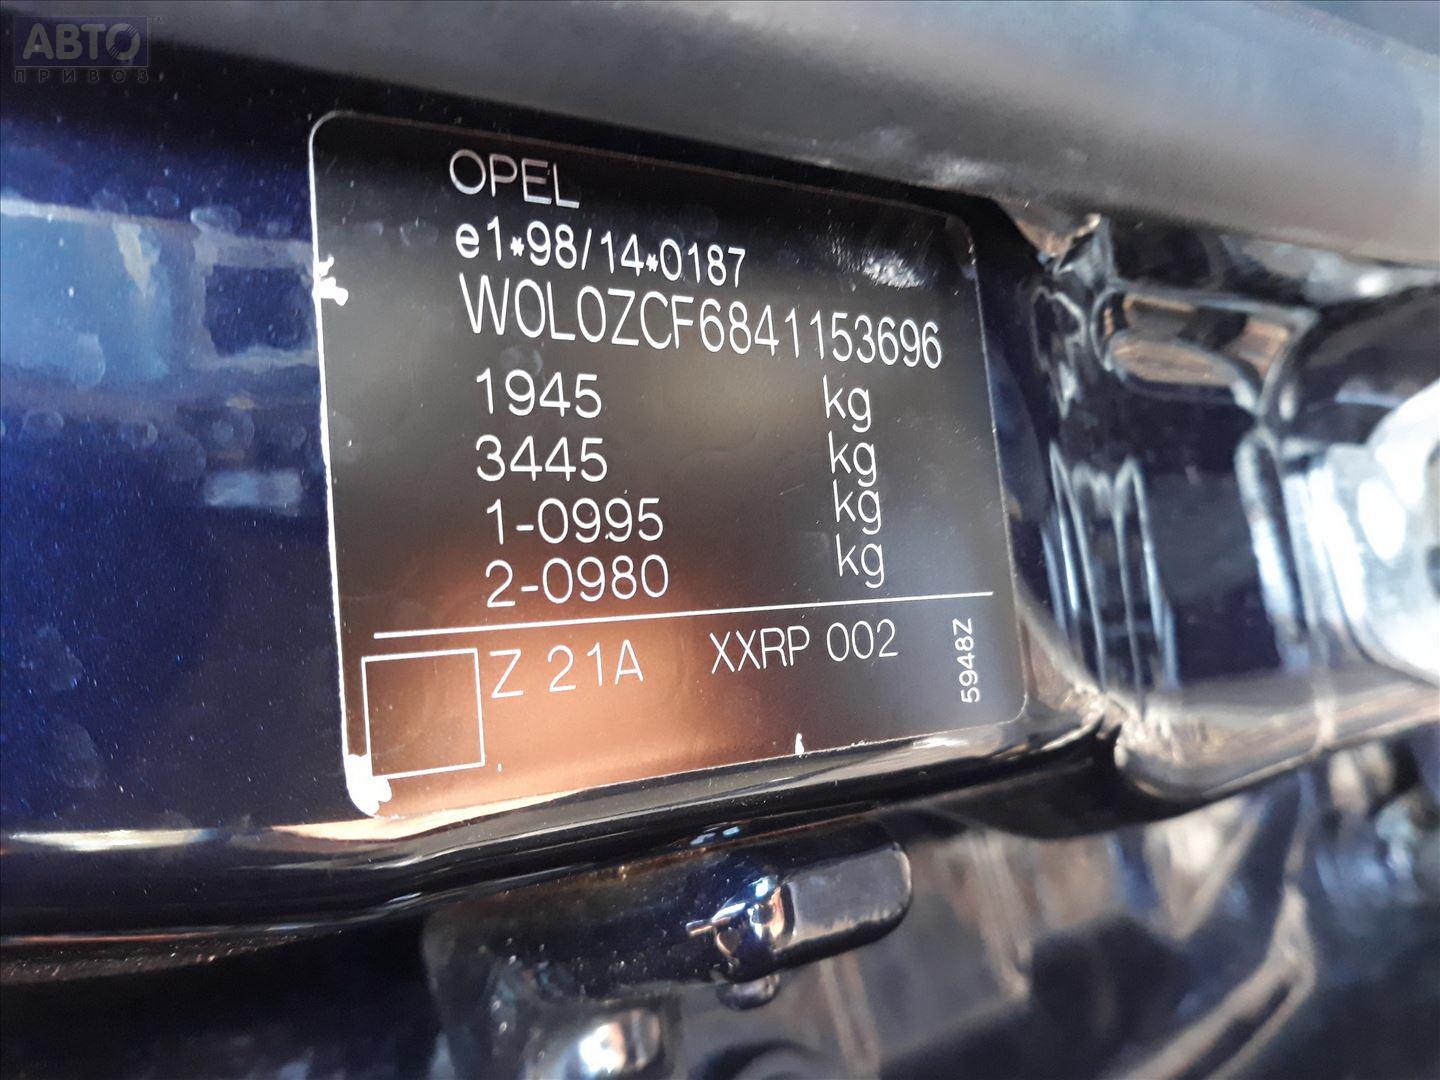 АВТО
ПРИВОЗ
OPEL
e1*98/14*0187
W0L0ZCF6841153696
1945 kg
3445 kg
1-0995 kg
2-0980 kg
Z 21A XXRP 002
5948Z